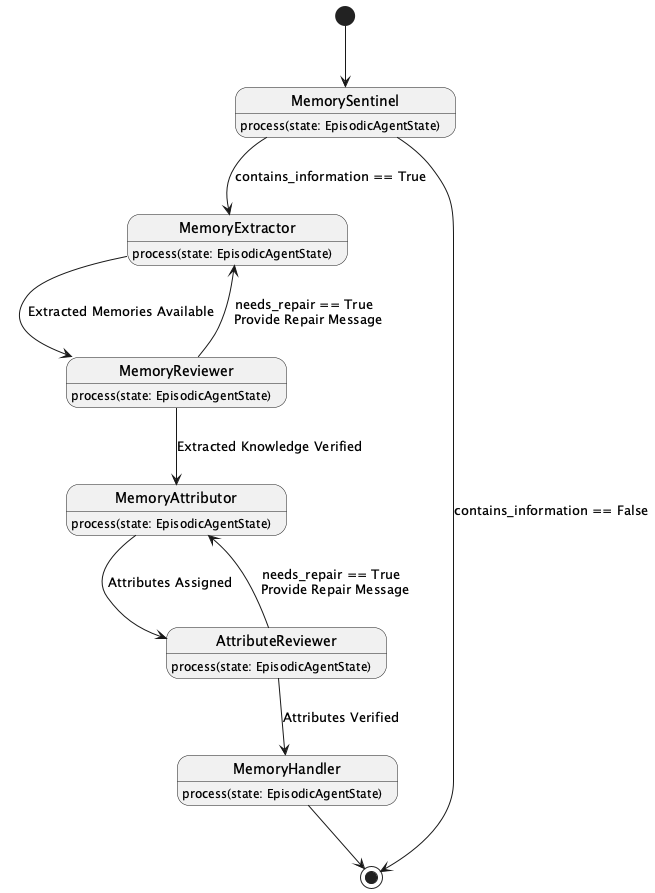 MemorySentinel
process(state: EpisodicAgentState)
contains_information == True
MemoryExtractor
process(state: EpisodicAgentState)
Extracted Memories Available
needs_repair == True
Provide Repair Message
MemoryReviewer
process(state: EpisodicAgentState)
Extracted Knowledge Verified
MemoryAttributor
process(state: EpisodicAgentState)
contains_information == False
Attributes Assigned
needs_repair == True
Provide Repair Message
AttributeReviewer
process(state: EpisodicAgentState)
Attributes Verified
MemoryHandler
process(state: EpisodicAgentState)